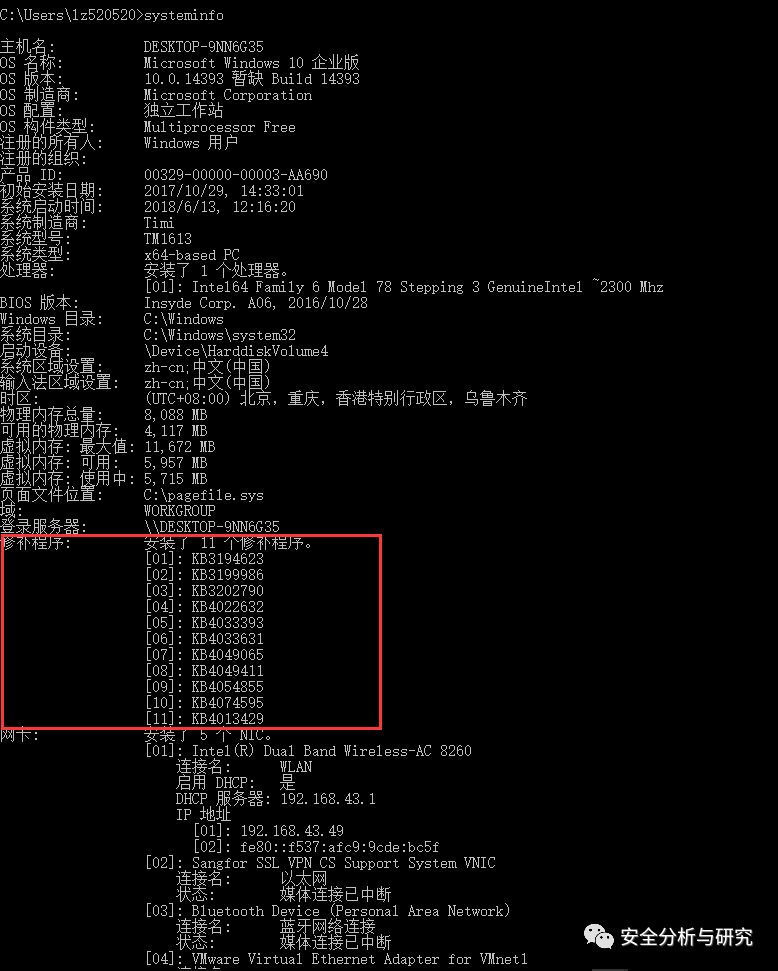 C:\Users\lz520520>systeminfo
主机名: DESKTOP-9NN6G35
OS 名称: Microsoft Windows 10 企业版
OS 版本: 10.0.14393 暂缺 Build 14393
OS 制造商: Microsoft Corporation
OS 配置: 独立工作站
OS 构件类型: Multiprocessor Free
注册的所有人: Windows 用户
注册的组织:
产品 ID: 00329-00000-00003-AA690
初始安装日期: 2017/10/29, 14:33:01
系统启动时间: 2018/6/13, 12:16:20
系统制造商: Timi
系统型号: TM1613
系统类型: x64-based PC
处理器: 安装了 1 个处理器。
[01]: Intel64 Family 6 Model 78 Stepping 3 GenuineIntel ~2300 Mhz
BIOS 版本: Insyde Corp. A06, 2016/10/28
Windows 目录: C:\Windows
系统目录: C:\Windows\system32
启动设备: \Device\HarddiskVolume4
系统区域设置: zh-cn;中文(中国)
输入法区域设置: zh-cn;中文(中国)
时区: (UTC+08:00) 北京，重庆，香港特别行政区，乌鲁木齐
物理内存总量: 8,088 MB
可用的物理内存: 4,117 MB
虚拟内存: 最大值: 11,672 MB
虚拟内存: 可用: 5,957 MB
虚拟内存: 使用中: 5,715 MB
页面文件位置: C:\pagefile.sys
域: WORKGROUP
登录服务器: \\DESKTOP-9NN6G35
修补程序: 安装了 11 个修补程序。
[01]: KB3194623
[02]: KB3199986
[03]: KB3202790
[04]: KB4022632
[05]: KB4033393
[06]: KB4033631
[07]: KB4049065
[08]: KB4049411
[09]: KB4054855
[10]: KB4074595
[11]: KB4013429
网卡: 安装了 5 个 NIC。
[01]: Intel(R) Dual Band Wireless-AC 8260
连接名: WLAN
启用 DHCP: 是
DHCP 服务器: 192.168.43.1
IP 地址
[01]: 192.168.43.49
[02]: fe80::f537:afc9:9cde:bc5f
[02]: Sangfor SSL VPN CS Support System VNIC
连接名: 以太网
状态: 媒体连接已中断
[03]: Bluetooth Device (Personal Area Network)
连接名: 蓝牙网络连接
状态: 媒体连接已中断
[04]: VMware Virtual Ethernet Adapter for VMnet1
安全分析与研究